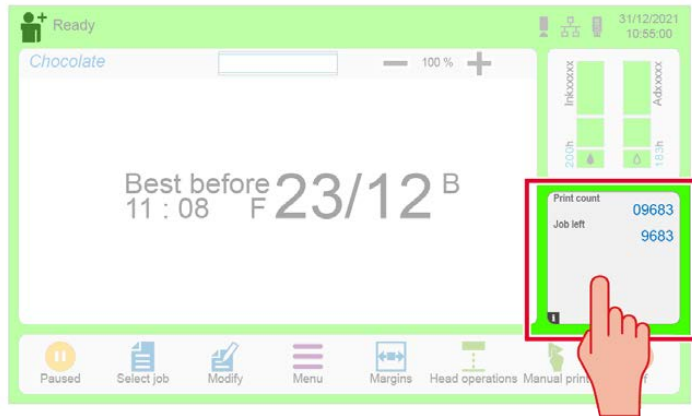 Ready
31/12/2021
10:55:00
Chocolate
100 %
Inkxxxxx
Adxxxxx
200h
183h
Best before 23/12 B
11 : 08 F
Print count
09683
Job left
9683
i
Paused
Select job
Modify
Menu
Margins
Head operations
Manual print